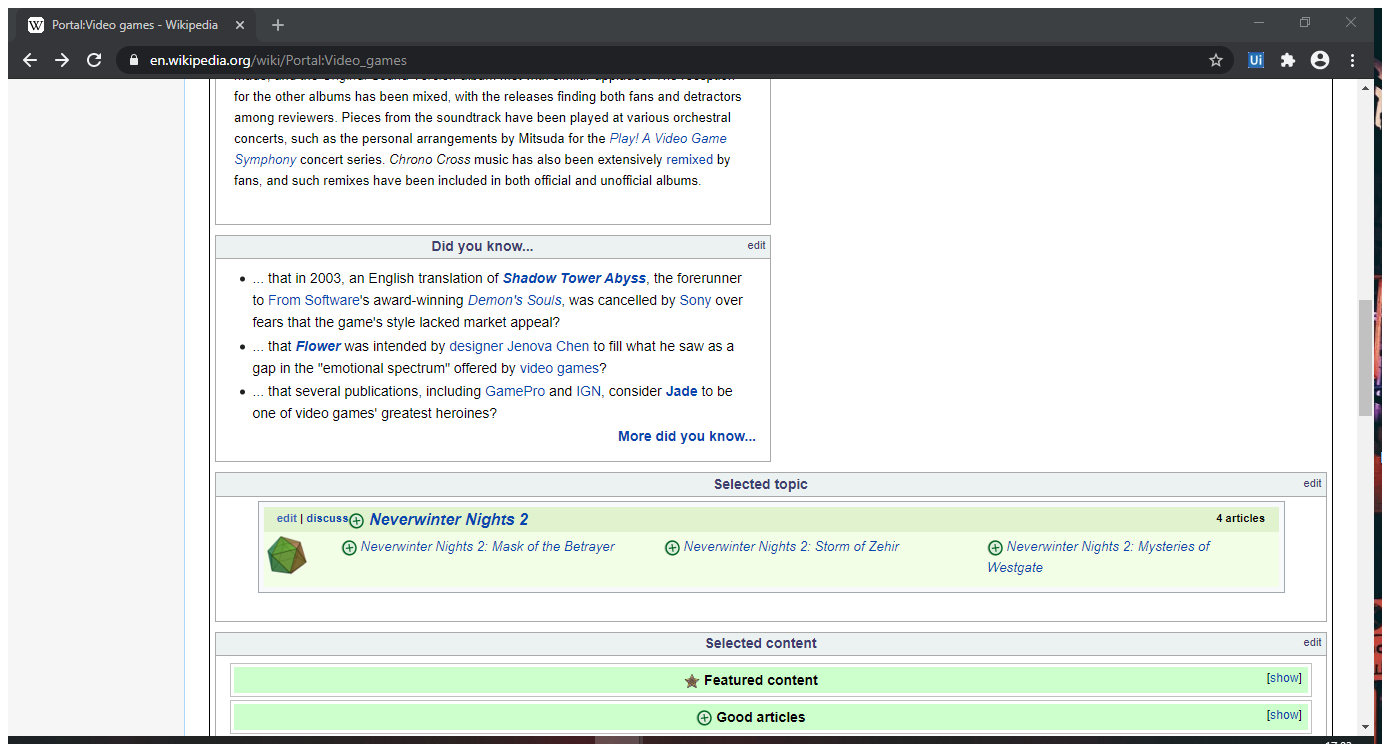 W Portal:Video games - Wikipedia
en.wikipedia.org/wiki/Portal:Video_games
Ui
for the other albums has been mixed, with the releases finding both fans and detractors
among reviewers. Pieces from the soundtrack have been played at various orchestral
concerts, such as the personal arrangements by Mitsuda for the Play! A Video Game
Symphony concert series. Chrono Cross music has also been extensively remixed by
fans, and such remixes have been included in both official and unofficial albums.
Did you know...
edit
... that in 2003, an English translation of Shadow Tower Abyss, the forerunner
to From Software's award-winning Demon's Souls, was cancelled by Sony over
fears that the game's style lacked market appeal?
... that Flower was intended by designer Jenova Chen to fill what he saw as a
gap in the "emotional spectrum" offered by video games?
... that several publications, including GamePro and IGN, consider Jade to be
one of video games' greatest heroines?
More did you know...
Selected topic
edit
edit | discuss Neverwinter Nights 2
4 articles
Neverwinter Nights 2: Mask of the Betrayer
Neverwinter Nights 2: Storm of Zehir
Neverwinter Nights 2: Mysteries of
Westgate
Selected content
edit
Featured content
[show]
Good articles
[show]